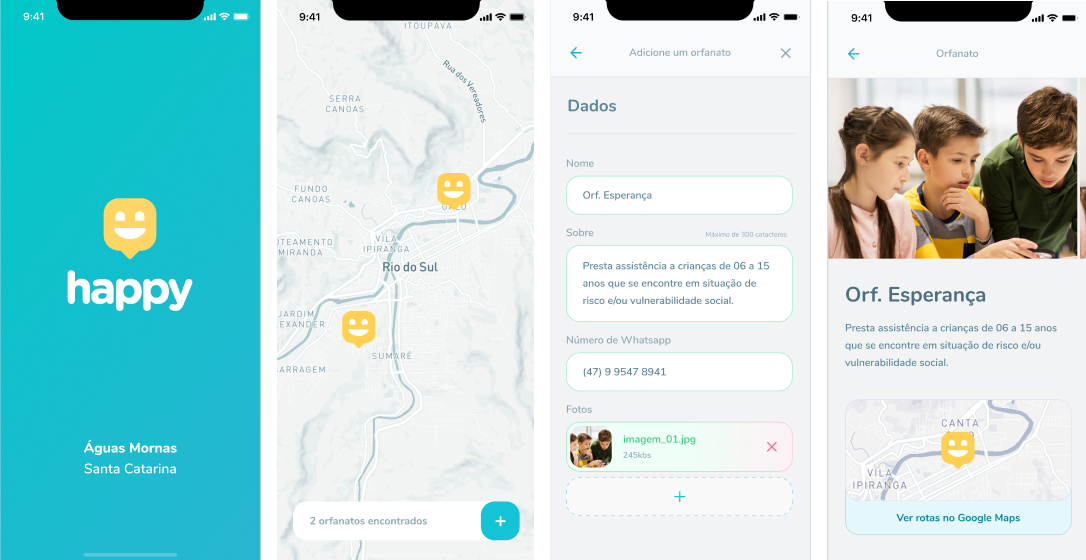 9:41
happy
Águas Mornas
Santa Catarina
9:41
ITOUPAVA
Rua dos Vereadores
SERRA
CANOAS
FUNDO
CANOAS
GALO
OTEAMENTO
MIRANDA
VILA
IPIRANGA
Rio do Sul
JARDIM
LEXANDER
SUMARÉ
ARRAGEM
2 orfanatos encontrados
+
9:41
Adicione um orfanato
Dados
Nome
Orf. Esperança
Sobre
Máximo de 300 catacteres
Presta assistência a crianças de 06 a 15
anos que se encontre em situação de
risco e/ou vulnerabilidade social.
Número de Whatsapp
(47) 9 9547 8941
Fotos
imagem_01.jpg
245kbs
+
9:41
Orfanato
Orf. Esperança
Presta assistência a crianças de 06 a 15 anos
que se encontre em situação de risco e/ou
vulnerabilidade social.
CANTA
VILA
IPIRANGA
Ver rotas no Google Maps